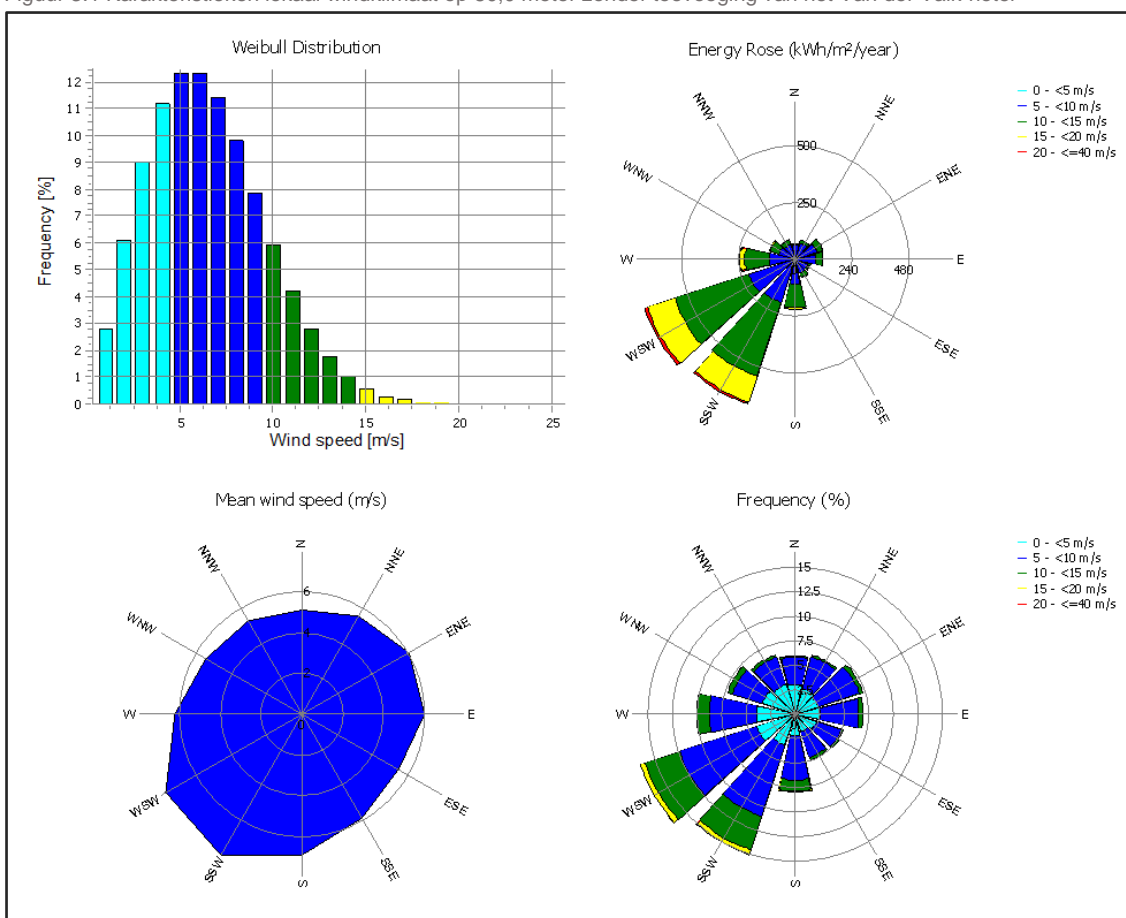 Weibull Distribution
Frequency [%]
12
11
10
9
8
7
6
5
4
3
2
1
0
5
10
15
20
25
Wind speed [m/s]
Energy Rose (kWh/m²/year)
N
NNE
ENE
E
ESE
SSE
S
SSW
WSW
W
WNW
NNW
500
250
0
240
480
0 - <5 m/s
5 - <10 m/s
10 - <15 m/s
15 - <20 m/s
20 - <=40 m/s
Mean wind speed (m/s)
N
NNE
ENE
E
ESE
SSE
S
SSW
WSW
W
WNW
NNW
6
4
2
0
Frequency (%)
N
NNE
ENE
E
ESE
SSE
S
SSW
WSW
W
WNW
NNW
15
12.5
10
7.5
0 - <5 m/s
5 - <10 m/s
10 - <15 m/s
15 - <20 m/s
20 - <=40 m/s